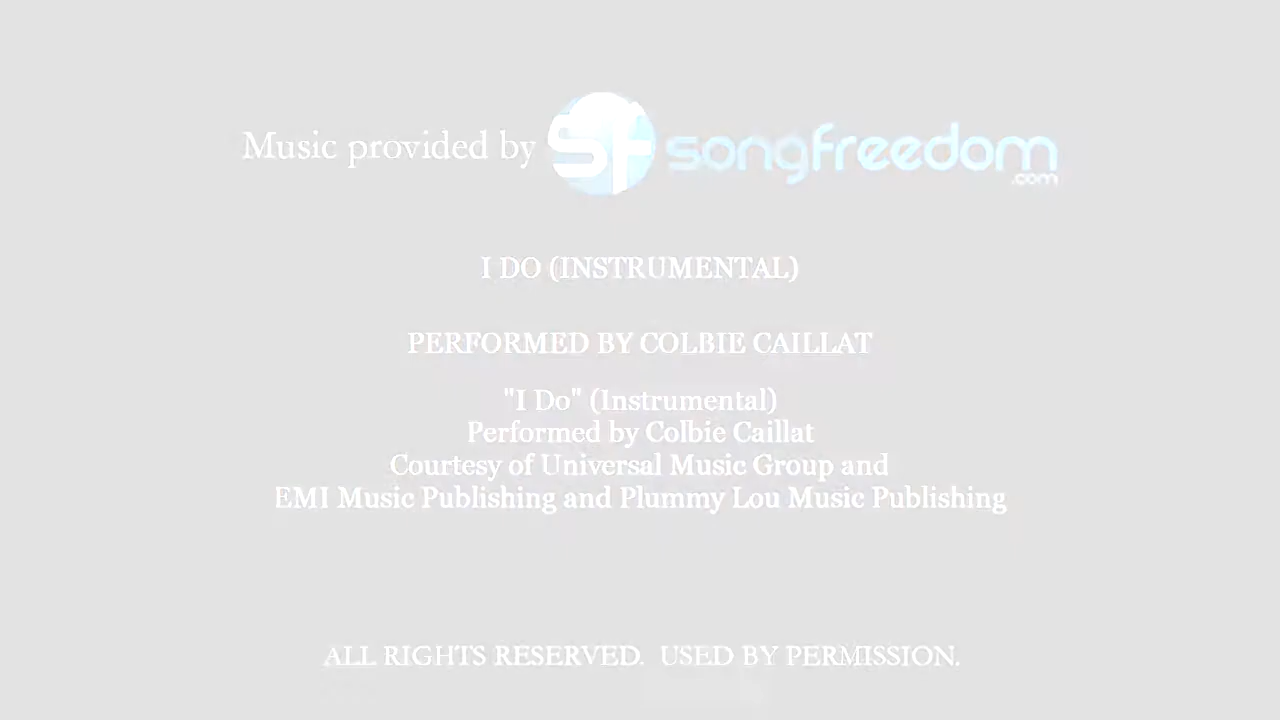 Music provided by SF songfreedom
.com
I DO (INSTRUMENTAL)
PERFORMED BY COLBIE CAILLAT
"I Do" (Instrumental)
Performed by Colbie Caillat
Courtesy of Universal Music Group and
EMI Music Publishing and Plummy Lou Music Publishing
ALL RIGHTS RESERVED.  USED BY PERMISSION.